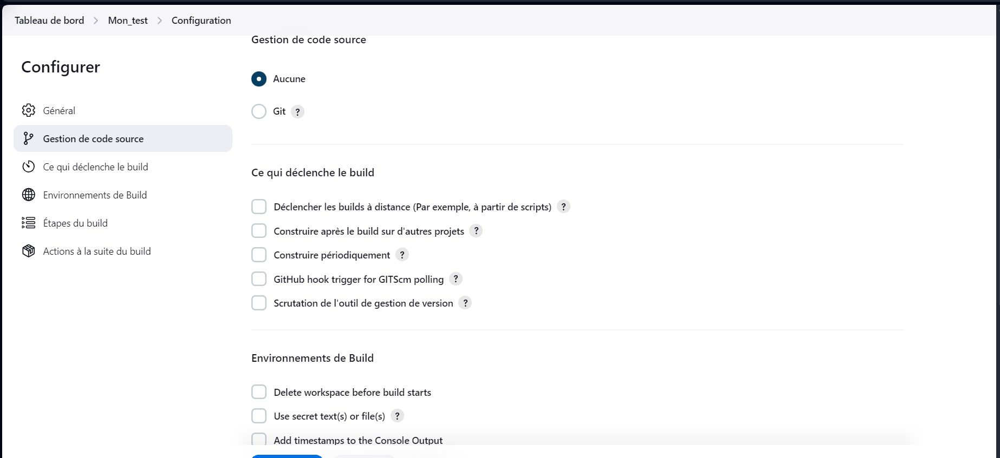 Tableau de bord > Mon_test > Configuration
Configurer
Général
Gestion de code source
Ce qui déclenche le build
Environnements de Build
Étapes du build
Actions à la suite du build
Gestion de code source
Aucune
Git ?
Ce qui déclenche le build
Déclencher les builds à distance (Par exemple, à partir de scripts) ?
Construire après le build sur d'autres projets ?
Construire périodiquement ?
GitHub hook trigger for GITScm polling ?
Scrutation de l'outil de gestion de version ?
Environnements de Build
Delete workspace before build starts
Use secret text(s) or file(s) ?
Add timestamps to the Console Output